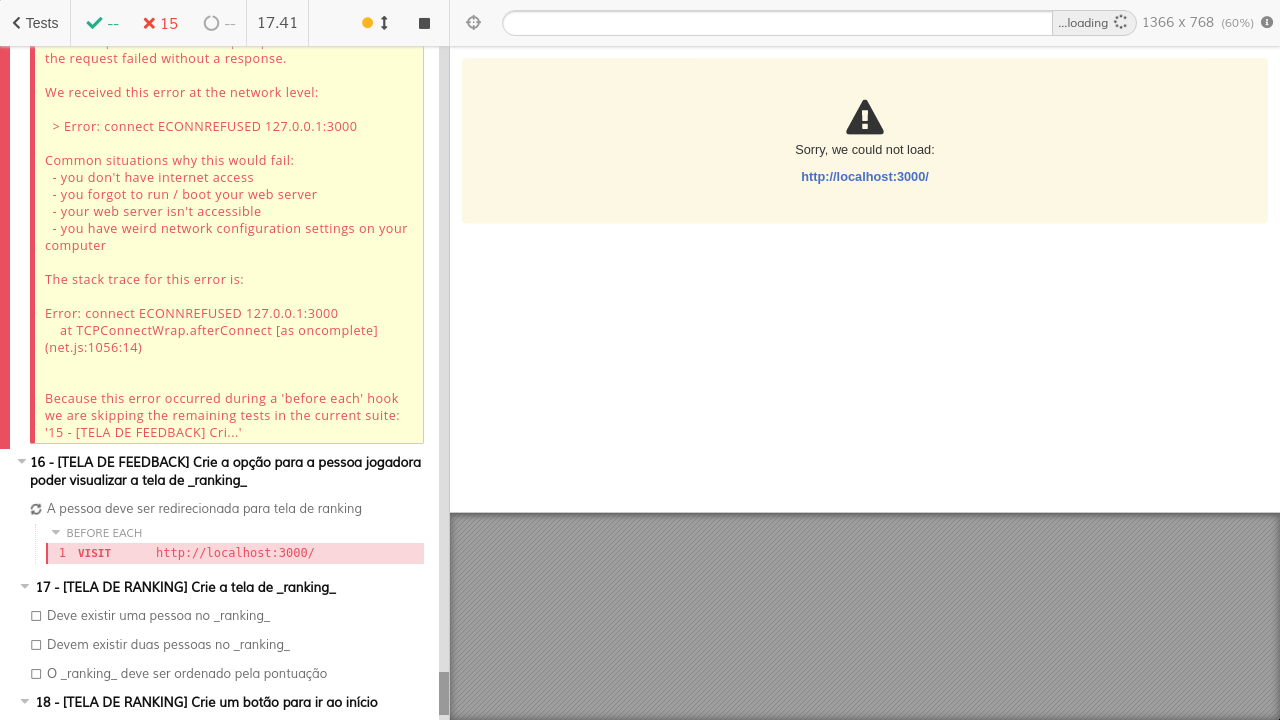 Tests
--
15
--
17.41
...loading
1366 x 768 (60%)
the request failed without a response.
We received this error at the network level:
> Error: connect ECONNREFUSED 127.0.0.1:3000
Common situations why this would fail:
- you don't have internet access
- you forgot to run / boot your web server
- your web server isn't accessible
- you have weird network configuration settings on your
computer
The stack trace for this error is:
Error: connect ECONNREFUSED 127.0.0.1:3000
at TCPConnectWrap.afterConnect [as oncomplete]
(net.js:1056:14)
Because this error occurred during a 'before each' hook
we are skipping the remaining tests in the current suite:
'15 - [TELA DE FEEDBACK] Cri...'
16 - [TELA DE FEEDBACK] Crie a opção para a pessoa jogadora
poder visualizar a tela de _ranking_
A pessoa deve ser redirecionada para tela de ranking
BEFORE EACH
1 VISIT http://localhost:3000/
17 - [TELA DE RANKING] Crie a tela de _ranking_
Deve existir uma pessoa no _ranking_
Devem existir duas pessoas no _ranking_
O _ranking_ deve ser ordenado pela pontuação
18 - [TELA DE RANKING] Crie um botão para ir ao início
Sorry, we could not load:
http://localhost:3000/